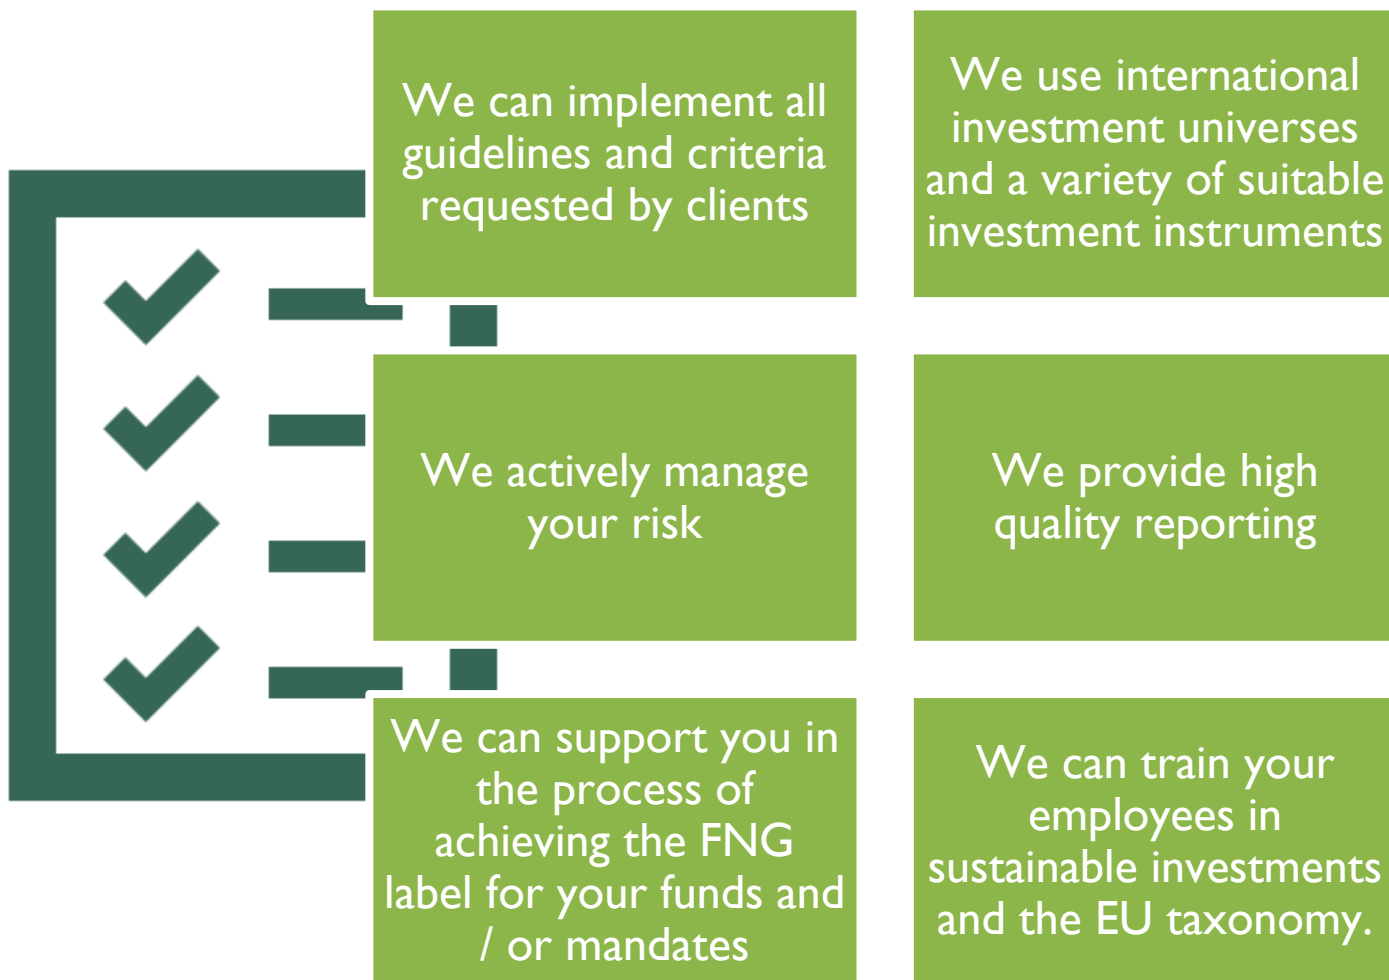 We can implement all
guidelines and criteria
requested by clients
We use international
investment universes
and a variety of suitable
investment instruments
We actively manage
your risk
We provide high
quality reporting
We can support you in
the process of
achieving the FNG
label for your funds and
/ or mandates
We can train your
employees in
sustainable investments
and the EU taxonomy.